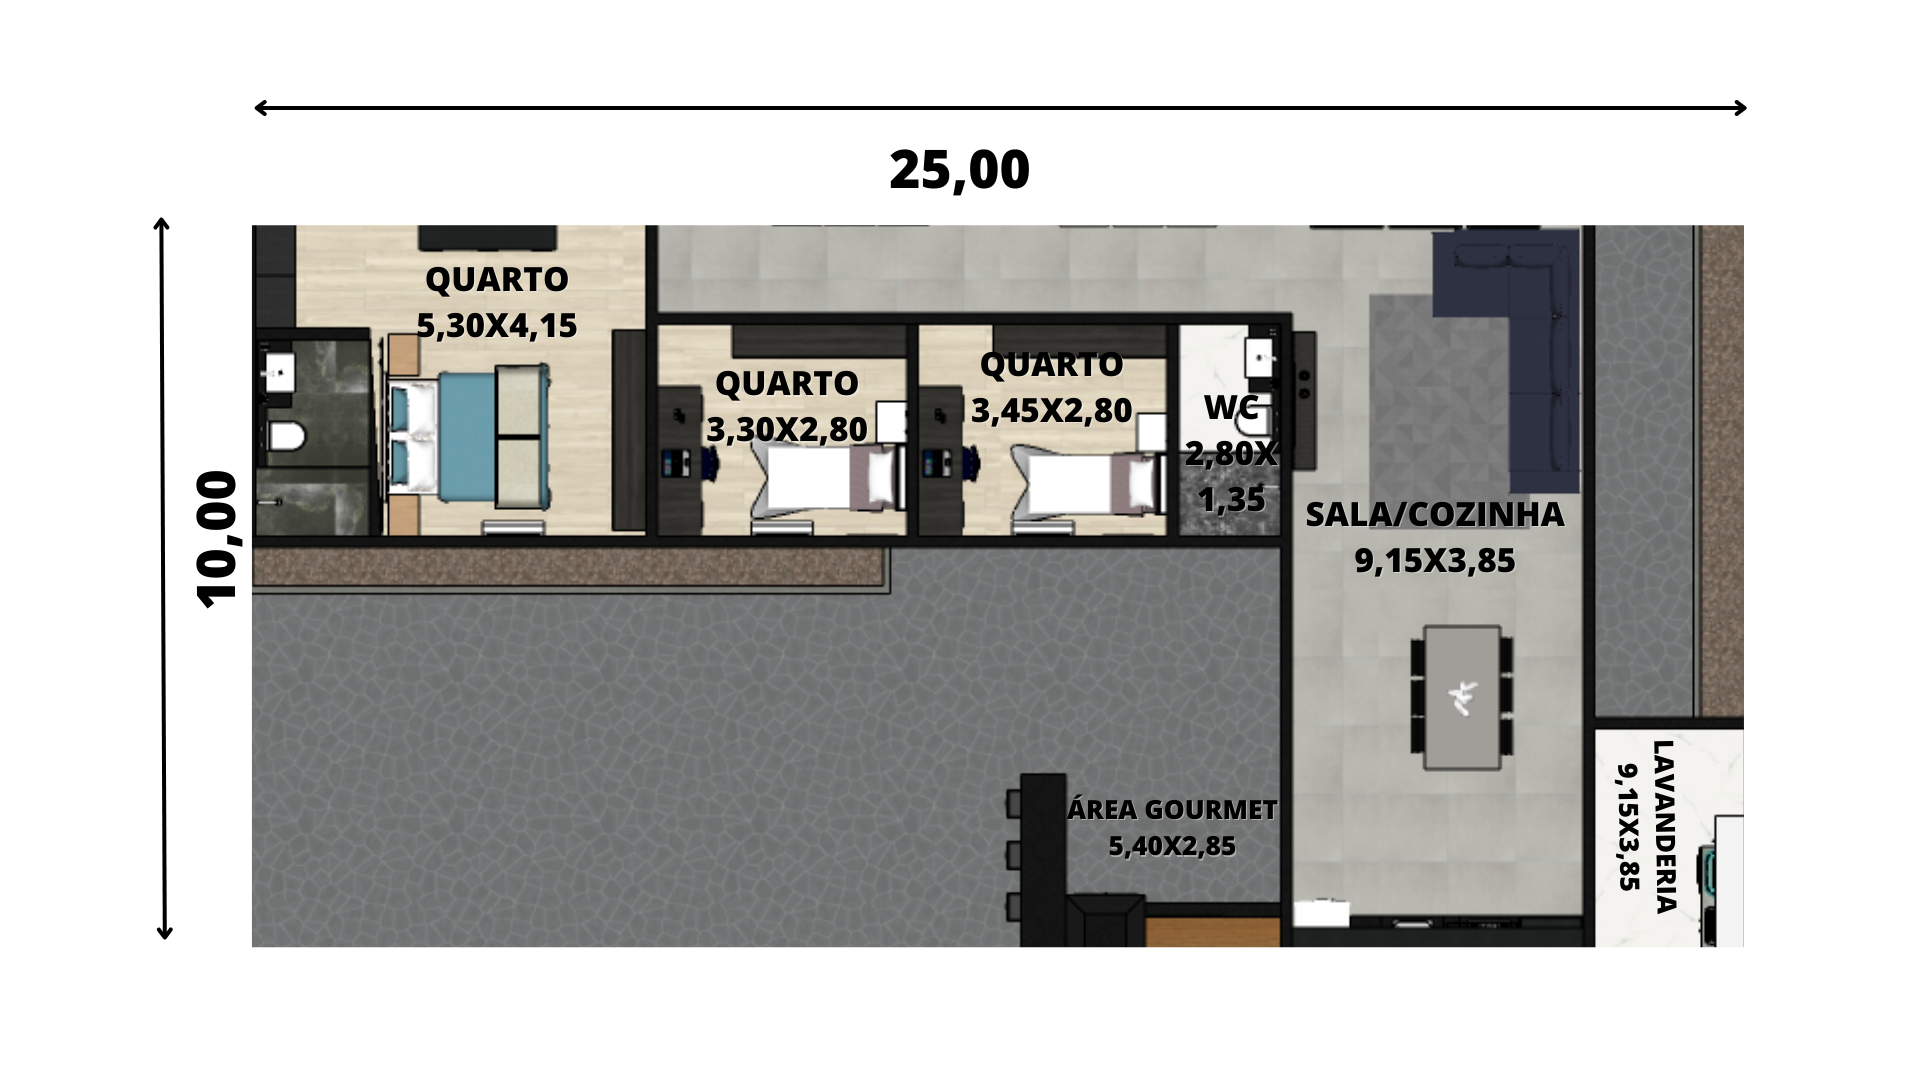 25,00
10,00
QUARTO
5,30X4,15
QUARTO
3,30X2,80
QUARTO
3,45X2,80
WC
2,80X
1,35
SALA/COZINHA
9,15X3,85
ÁREA GOURMET
5,40X2,85
LAVANDERIA
9,15X3,85